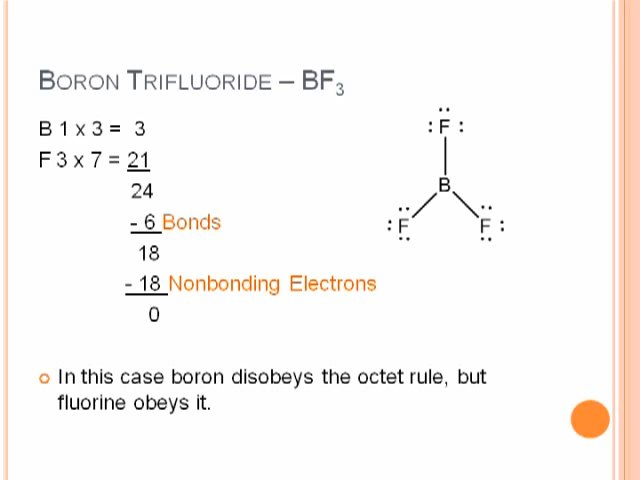 BORON TRIFLUORIDE – BF₃
B 1 x 3 = 3
F 3 x 7 = 21
24
- 6 Bonds
18
- 18 Nonbonding Electrons
0
F
B
F F
In this case boron disobeys the octet rule, but
fluorine obeys it.